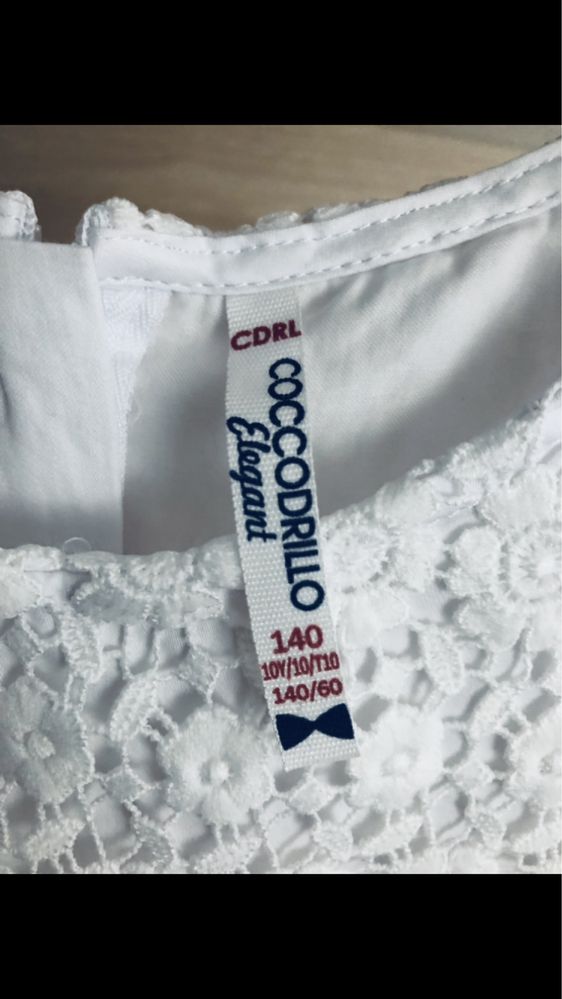 CDRL
COCCODRILLO
Elegant
140
10Y/10/T10
140/60